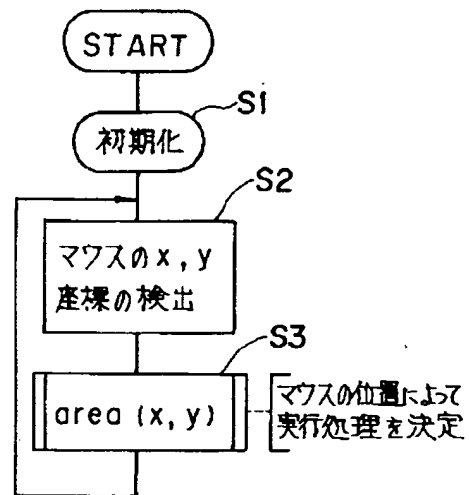 START
S1
初期化
S2
マウスのx,y
座標の検出
S3
area (x, y)
マウスの位置によって
実行処理を決定